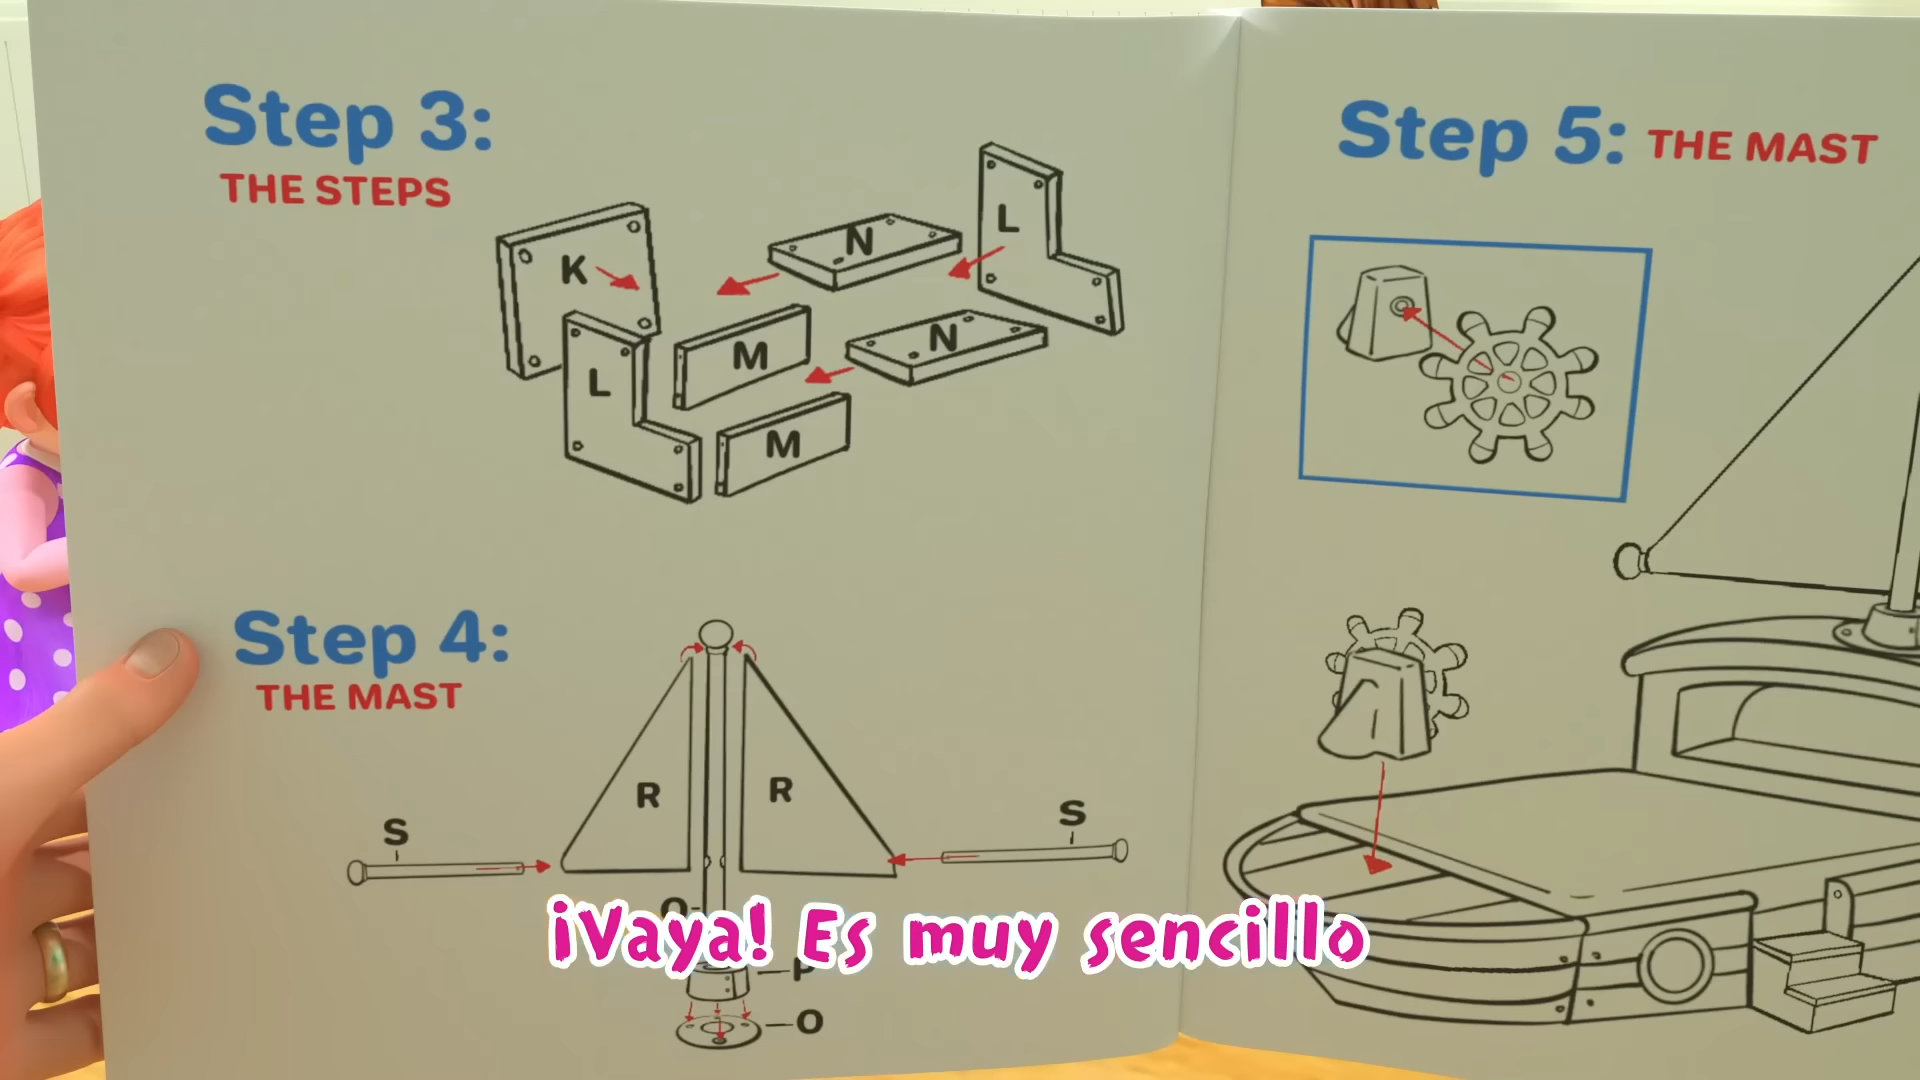 Step 3:
THE STEPS
K
N
L
L
M
N
M
Step 4:
THE MAST
R
R
S
S
P
O
Step 5: THE MAST
¡Vaya! Es muy sencillo